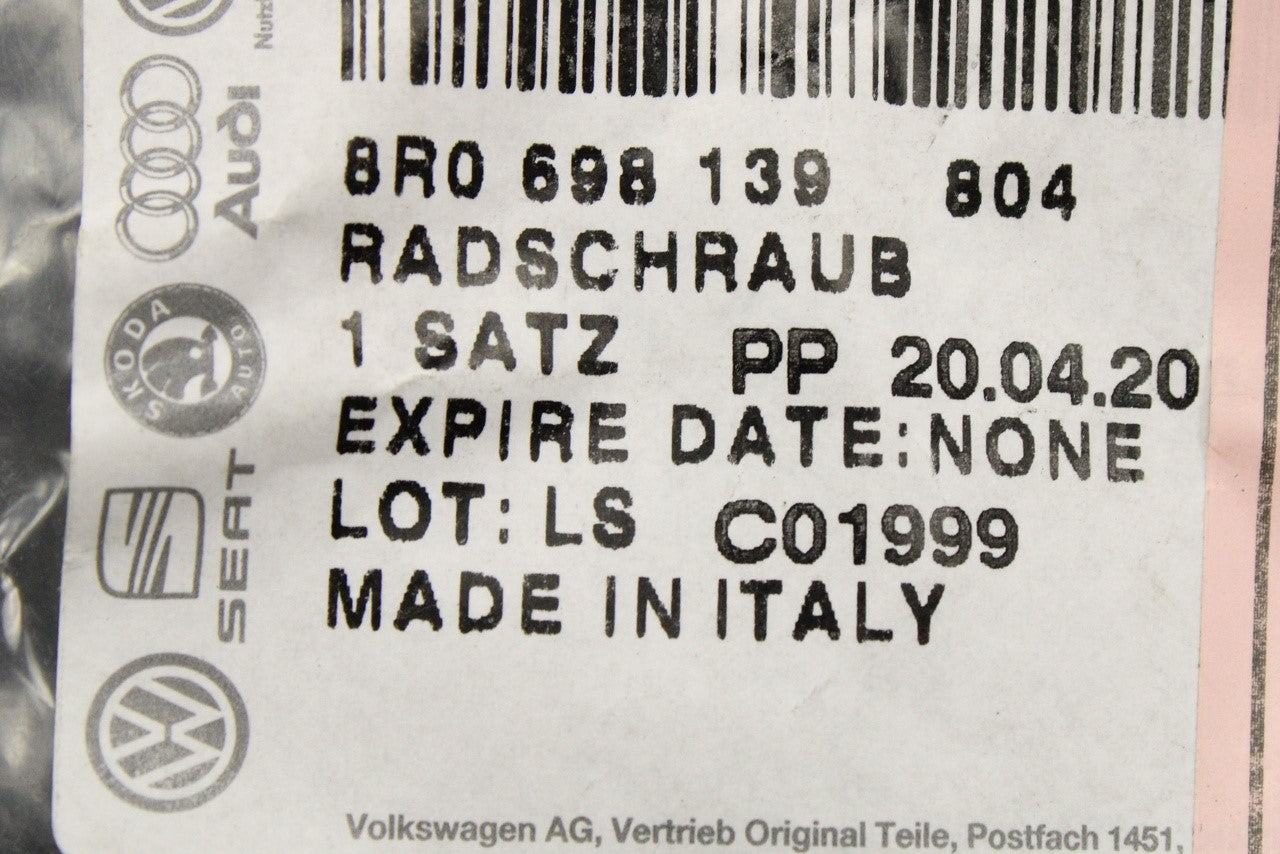 8R0 698 139 804
RADSCHRAUB
1 SATZ PP 20.04.20
EXPIRE DATE: NONE
LOT: LS C01999
MADE IN ITALY
Volkswagen AG, Vertrieb Original Teile, Postfach 1451,
Audi
SKODA AUTO
SEAT